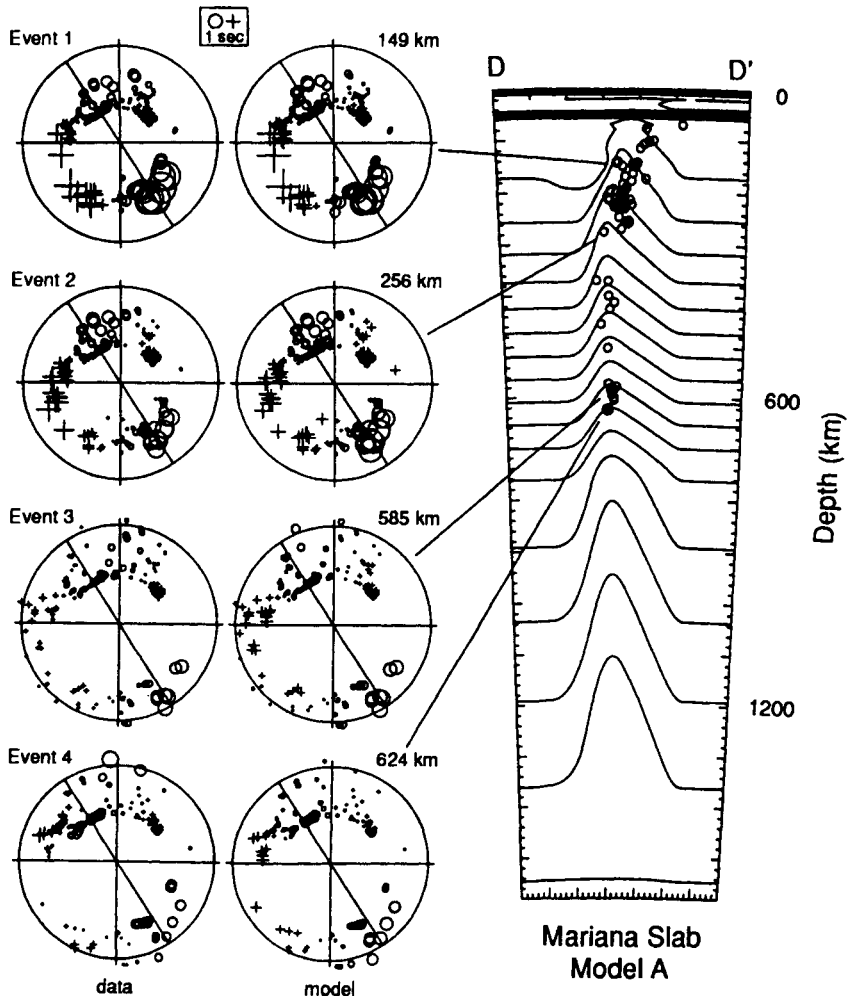 Event 1
1 sec
149 km
D
D'
0
Event 2
256 km
600
Depth (km)
Event 3
585 km
1200
Event 4
624 km
Mariana Slab
Model A
data
model